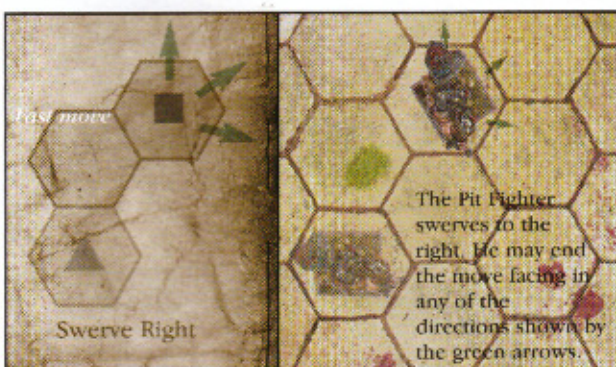 Fast move
Swerve Right
The Pit Fighter
swerves to the
right. He may end
the move facing in
any of the
directions shown by
the green arrows.